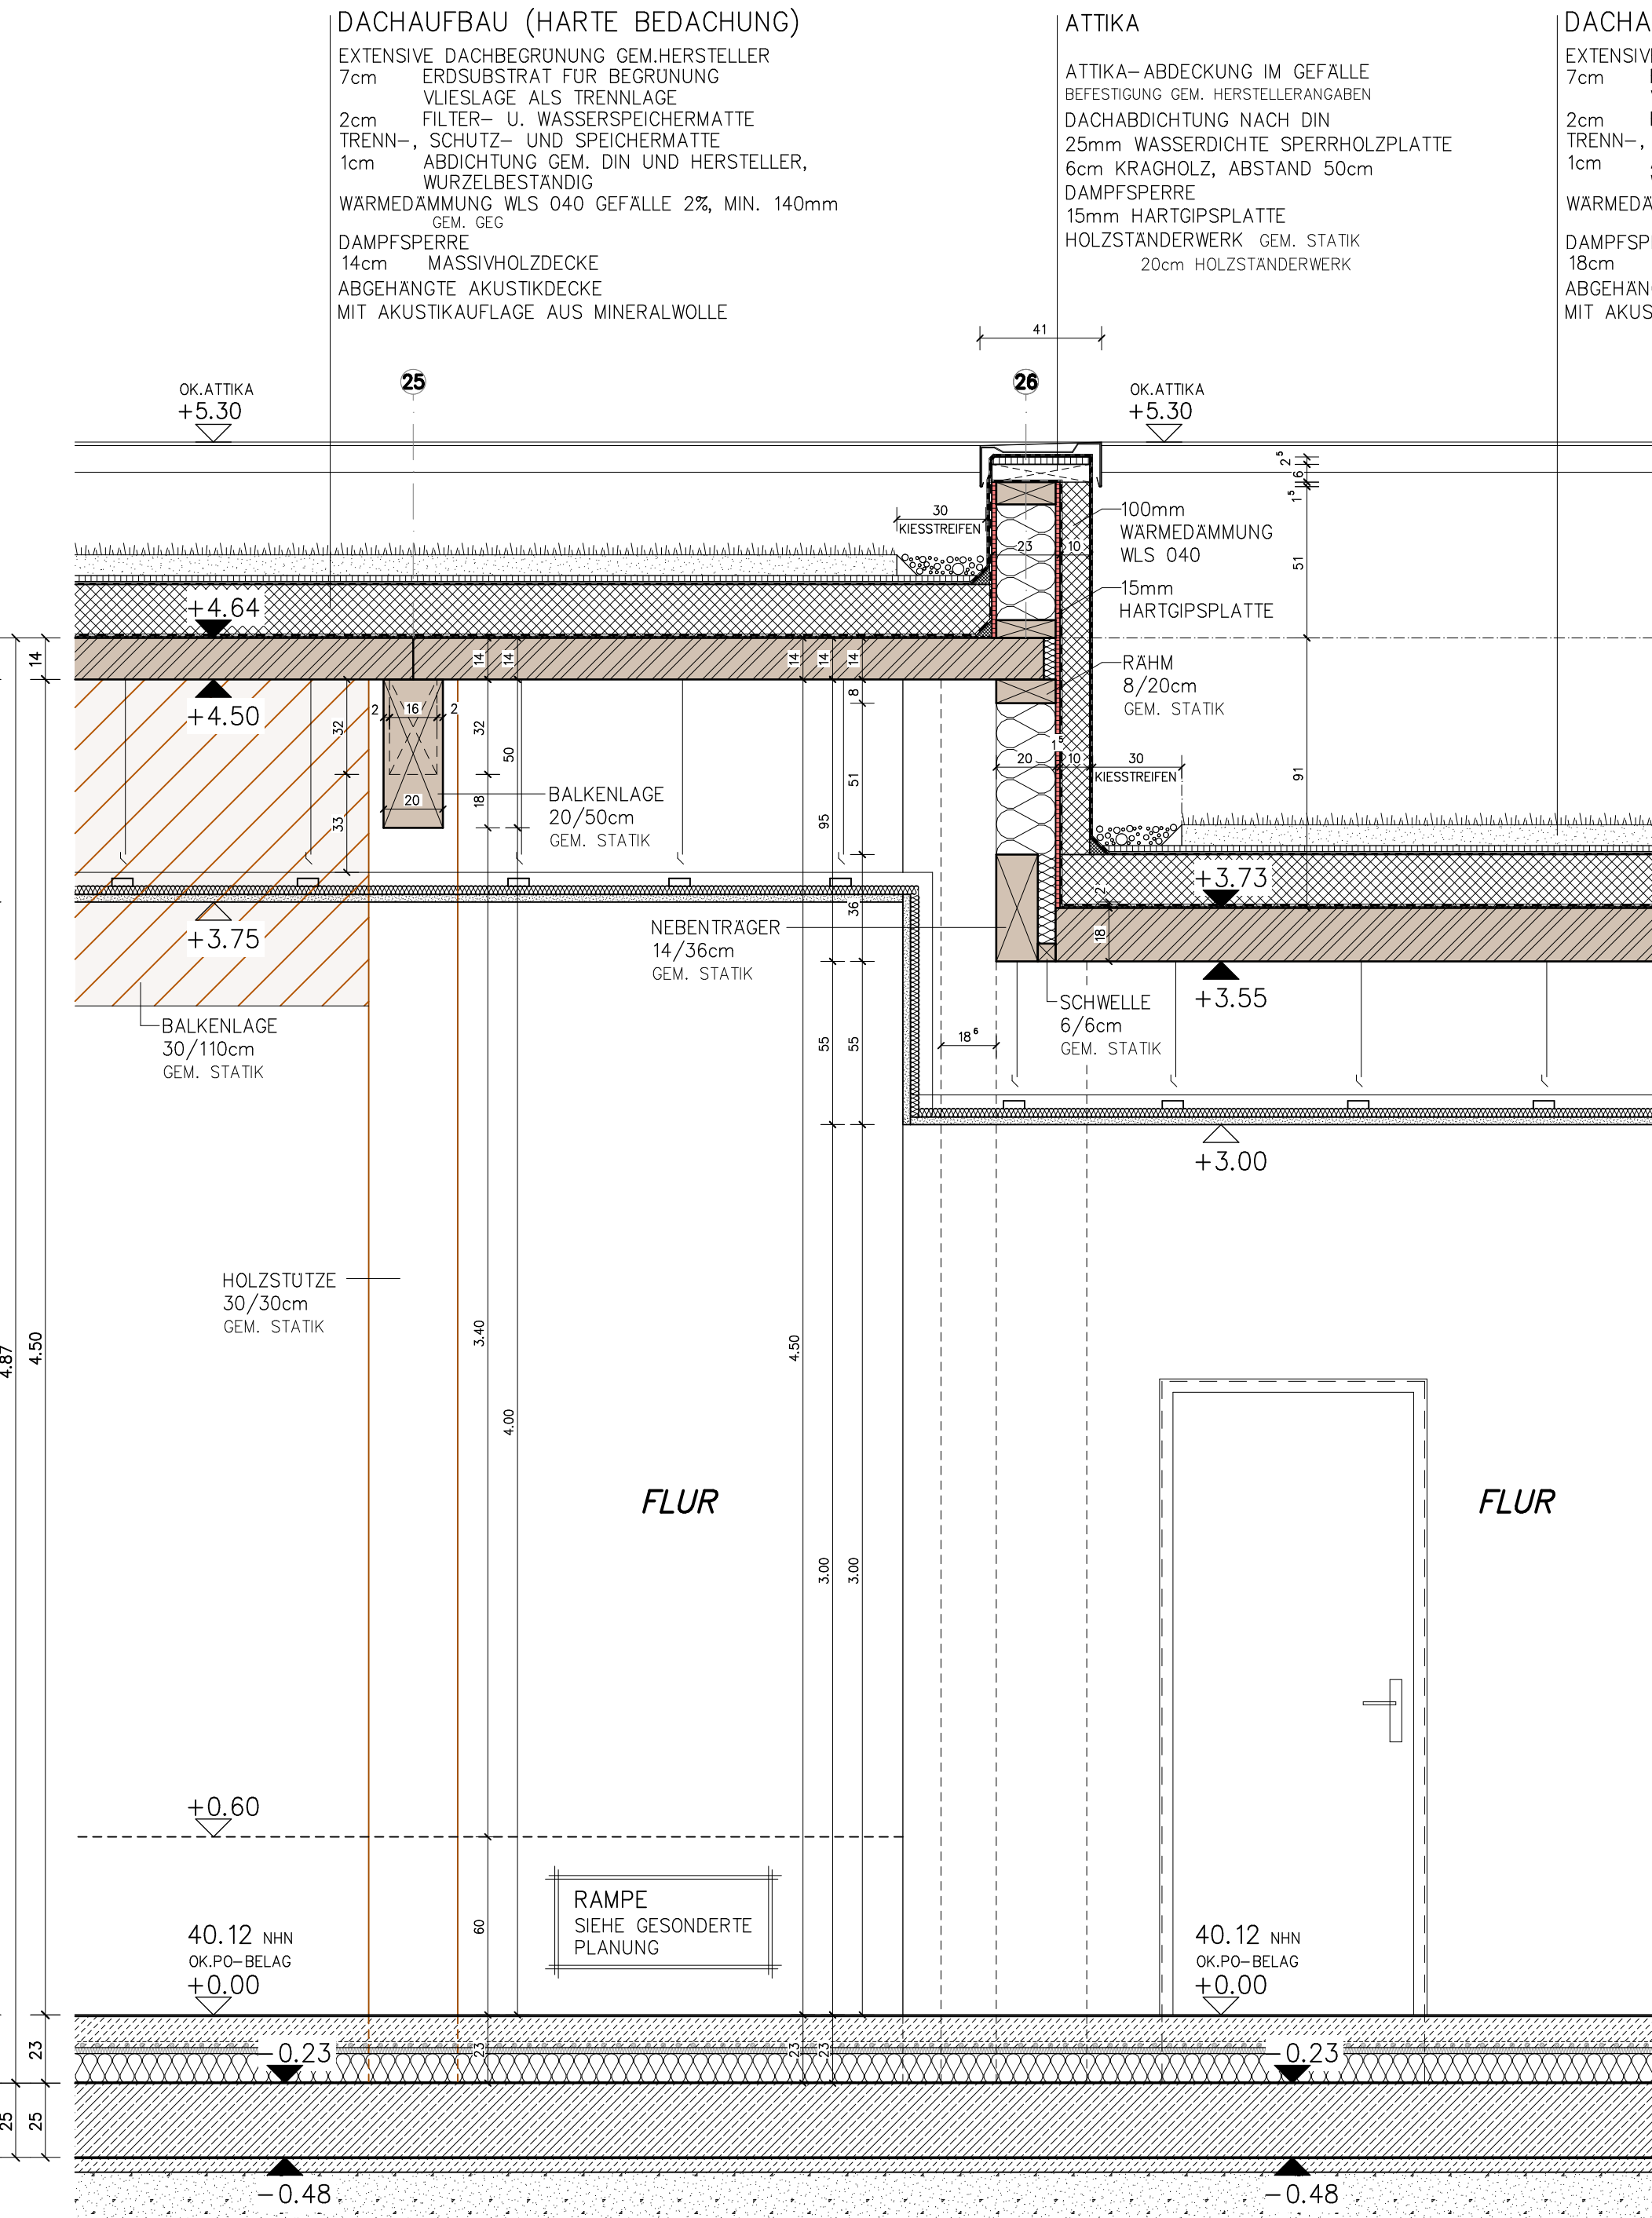 DACHAUFBAU (HARTE BEDACHUNG)
EXTENSIVE DACHBEGRÜNUNG GEM.HERSTELLER
7cm ERDSUBSTRAT FÜR BEGRÜNUNG
VLIESLAGE ALS TRENNLAGE
2cm FILTER- U. WASSERSPEICHERMATTE
TRENN-, SCHUTZ- UND SPEICHERMATTE
1cm ABDICHTUNG GEM. DIN UND HERSTELLER,
WURZELBESTÄNDIG
WÄRMEDÄMMUNG WLS 040 GEFÄLLE 2%, MIN. 140mm
GEM. GEG
DAMPFSPERRE
14cm MASSIVHOLZDECKE
ABGEHÄNGTE AKUSTIKDECKE
MIT AKUSTIKAUFLAGE AUS MINERALWOLLE
ATTIKA
ATTIKA-ABDECKUNG IM GEFÄLLE
BEFESTIGUNG GEM. HERSTELLERANGABEN
DACHABDICHTUNG NACH DIN
25mm WASSERDICHTE SPERRHOLZPLATTE
6cm KRAGHOLZ, ABSTAND 50cm
DAMPFSPERRE
15mm HARTGIPSPLATTE
HOLZSTÄNDERWERK GEM. STATIK
20cm HOLZSTÄNDERWERK
DACHA
EXTENSIV
7cm
2cm
TRENN-,
1cm
WÄRMEDÄ
DAMPFSP
18cm
ABGEHÄN
MIT AKUS
41
25
26
OK.ATTIKA
+5.30
OK.ATTIKA
+5.30
2⁵
6
1⁵
51
91
30
KIESSTREIFEN
23
10
100mm
WÄRMEDÄMMUNG
WLS 040
15mm
HARTGIPSPLATTE
+4.64
14
14
14
14
14
14
RÄHM
8/20cm
GEM. STATIK
+4.50
32
33
2
16
2
20
32
18
50
BALKENLAGE
20/50cm
GEM. STATIK
8
51
95
36
1⁵
20
10
30
KIESSTREIFEN
+3.73
2
18
+3.75
NEBENTRÄGER
14/36cm
GEM. STATIK
+3.55
SCHWELLE
6/6cm
GEM. STATIK
18⁶
55
55
BALKENLAGE
30/110cm
GEM. STATIK
+3.00
HOLZSTÜTZE
30/30cm
GEM. STATIK
4.87
4.50
3.40
4.00
4.50
3.00
3.00
FLUR
FLUR
+0.60
60
RAMPE
SIEHE GESONDERTE
PLANUNG
40.12 NHN
OK.PO-BELAG
+0.00
40.12 NHN
OK.PO-BELAG
+0.00
23
-0.23
23
23
23
-0.23
25
25
-0.48
-0.48